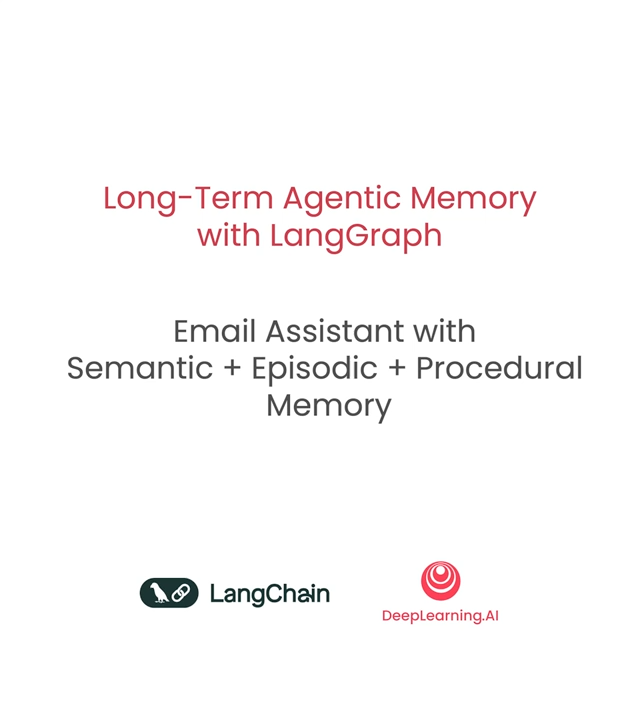 Long-Term Agentic Memory
with LangGraph
Email Assistant with
Semantic + Episodic + Procedural
Memory
LangChain
DeepLearning.AI